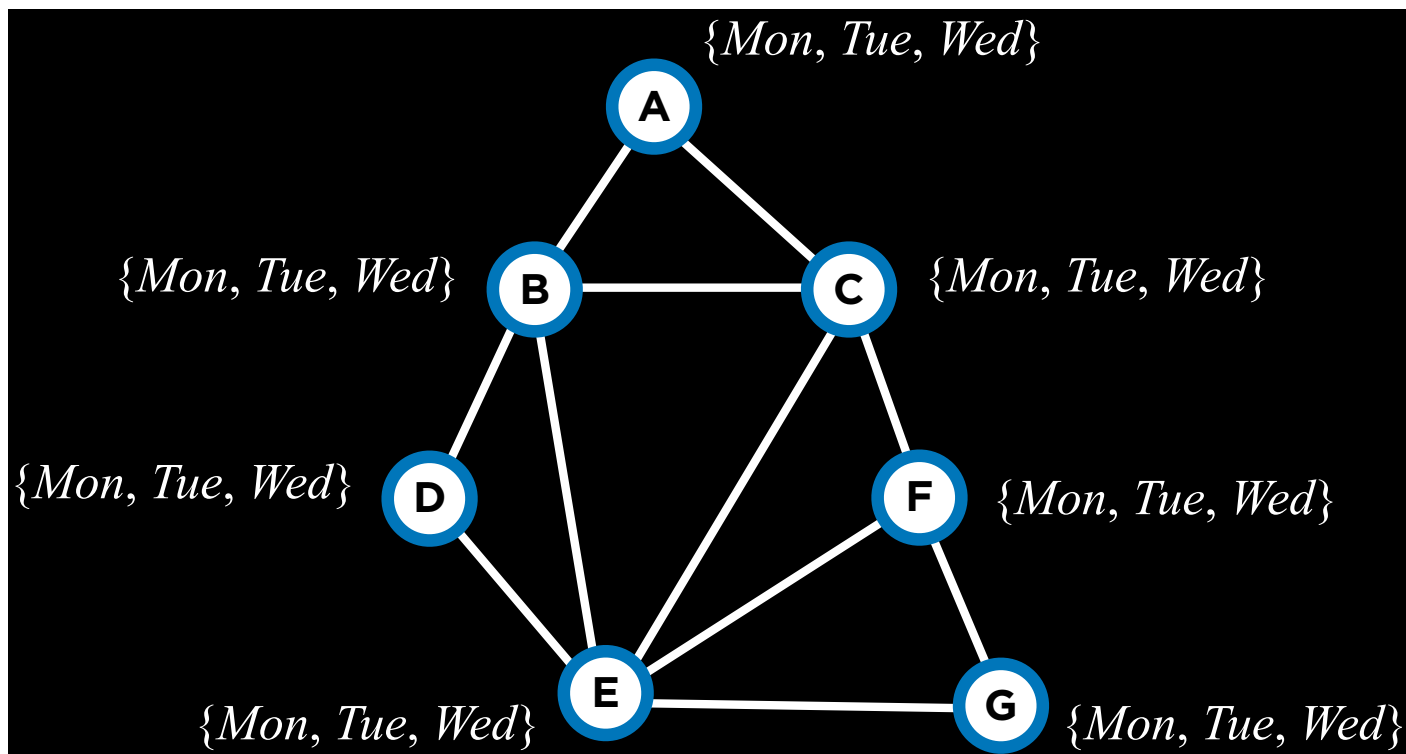 {Mon, Tue, Wed}
A
{Mon, Tue, Wed} B C {Mon, Tue, Wed}
{Mon, Tue, Wed} D F {Mon, Tue, Wed}
E G
{Mon, Tue, Wed} {Mon, Tue, Wed}